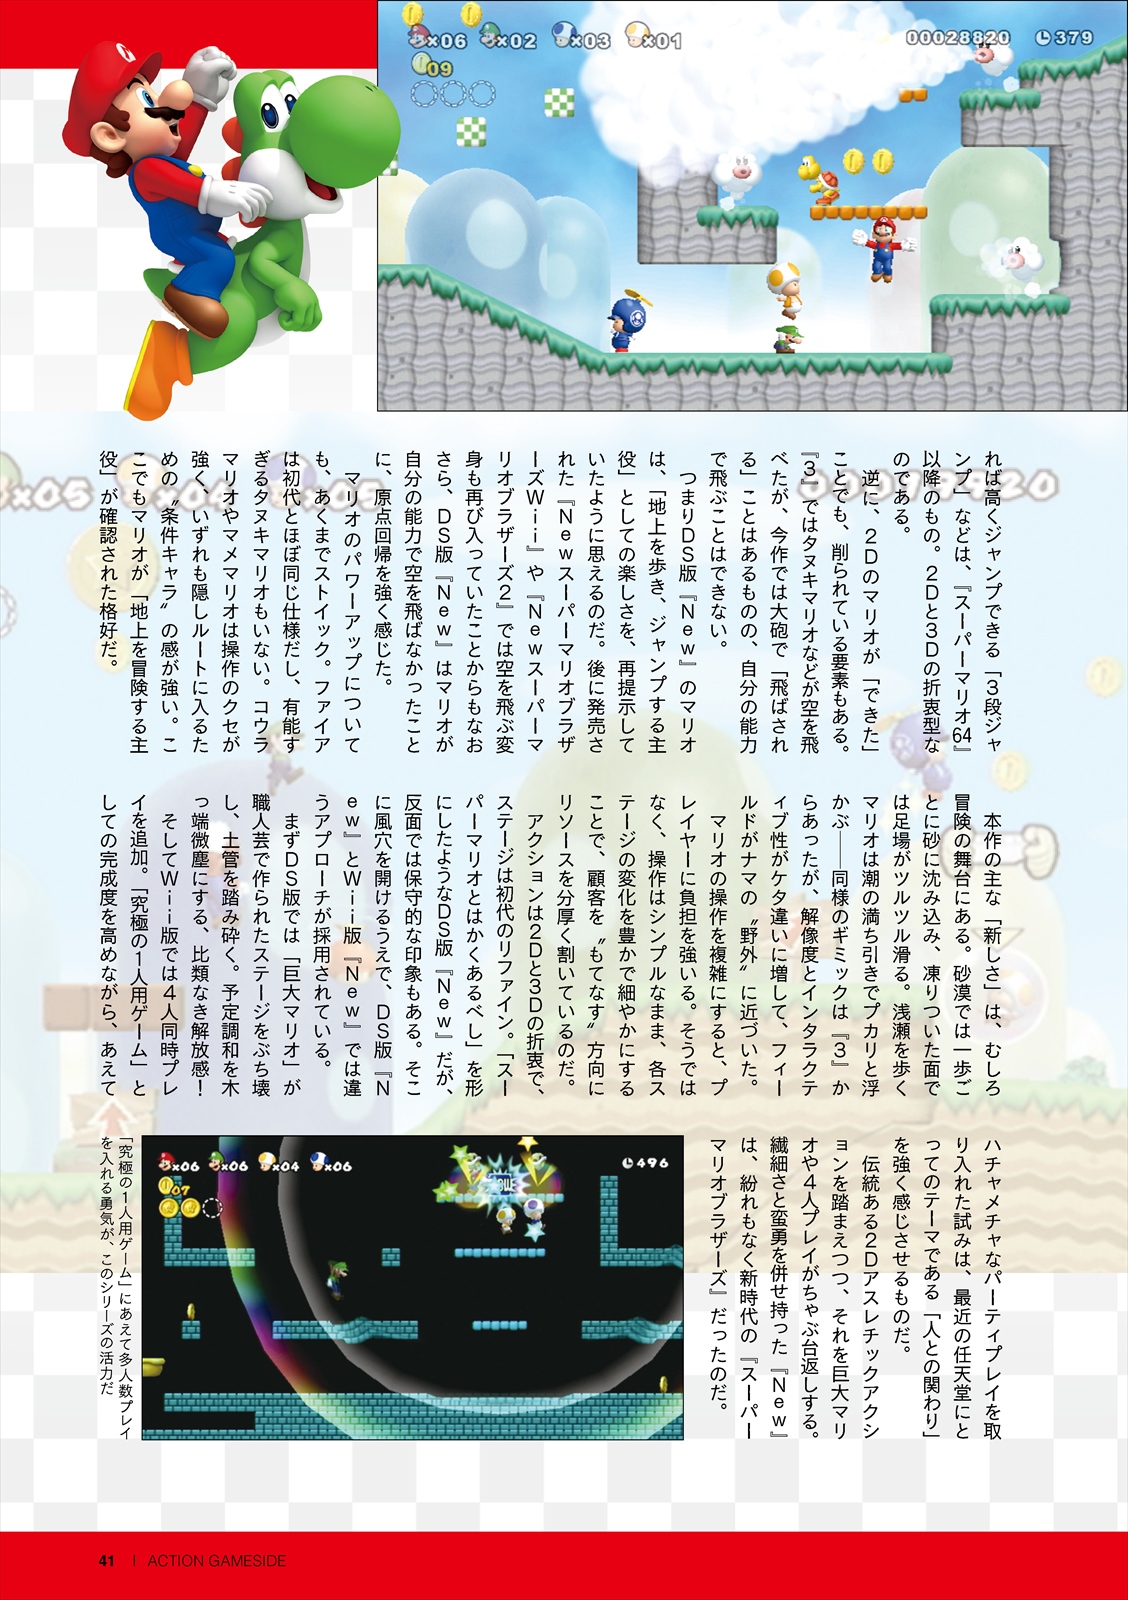 ×06 ×02 ×03 ×01
00028820 379
09
れば高くジャンプできる「3段ジャ
ンプ」などは、『スーパーマリオ64』
以降のもの。2Dと3Dの折衷型な
のである。
逆に、2Dのマリオが「できた」
ことでも、削られている要素もある。
『3』ではタヌキマリオなどが空を飛
べたが、今作では大砲で「飛ばされ
る」ことはあるものの、自分の能力
で飛ぶことはできない。
つまりDS版『New』のマリオ
は、「地上を歩き、ジャンプする主
役」としての楽しさを、再提示して
いたように思えるのだ。後に発売さ
れた『Newスーパーマリオブラザ
ーズWii』や『Newスーパーマ
リオブラザーズ2』では空を飛ぶ変
身も再び入っていたことからもなお
さら、DS版『New』はマリオが
自分の能力で空を飛ばなかったこと
に、原点回帰を強く感じた。
マリオのパワーアップについて
も、あくまでストイック。ファイア
は初代とほぼ同じ仕様だし、有能す
ぎるタヌキマリオもいない。コウラ
マリオやマメマリオは操作のクセが
強く、いずれも隠しルートに入るた
めの〝条件キャラ〟の感が強い。こ
こでもマリオが「地上を冒険する主
役」が確認された格好だ。
本作の主な「新しさ」は、むしろ
冒険の舞台にある。砂漠では一歩ご
とに砂に沈み込み、凍りついた面で
は足場がツルツル滑る。浅瀬を歩く
マリオは潮の満ち引きでプカリと浮
かぶ――同様のギミックは『3』か
らあったが、解像度とインタラクテ
ィブ性がケタ違いに増して、フィー
ルドがナマの〝野外〟に近づいた。
マリオの操作を複雑にすると、プ
レイヤーに負担を強いる。そうでは
なく、操作はシンプルなまま、各ス
テージの変化を豊かで細やかにする
ことで、顧客を〝もてなす〟方向に
リソースを分厚く割いているのだ。
アクションは2Dと3Dの折衷で、
ステージは初代のリファイン。「スー
パーマリオとはかくあるべし」を形
にしたようなDS版『New』だが、
反面では保守的な印象もある。そこ
に風穴を開けるうえで、DS版『N
ew』とWii版『New』では違
うアプローチが採用されている。
まずDS版では「巨大マリオ」が
職人芸で作られたステージをぶち壊
し、土管を踏み砕く。予定調和を木
っ端微塵にする、比類なき解放感!
そしてWii版では4人同時プレ
イを追加。「究極の1人用ゲーム」と
しての完成度を高めながら、あえて
ハチャメチャなパーティプレイを取
り入れた試みは、最近の任天堂にと
ってのテーマである「人との関わり」
を強く感じさせるものだ。
伝統ある2Dアスレチックアクシ
ョンを踏まえつつ、それを巨大マリ
オや4人プレイがちゃぶ台返しする。
繊細さと蛮勇を併せ持った『New』
は、紛れもなく新時代の『スーパー
マリオブラザーズ』だったのだ。
×06 ×06 ×04 ×06
496
07
「究極の1人用ゲーム」にあえて多人数プレイ
を入れる勇気が、このシリーズの活力だ
41 | ACTION GAMESIDE